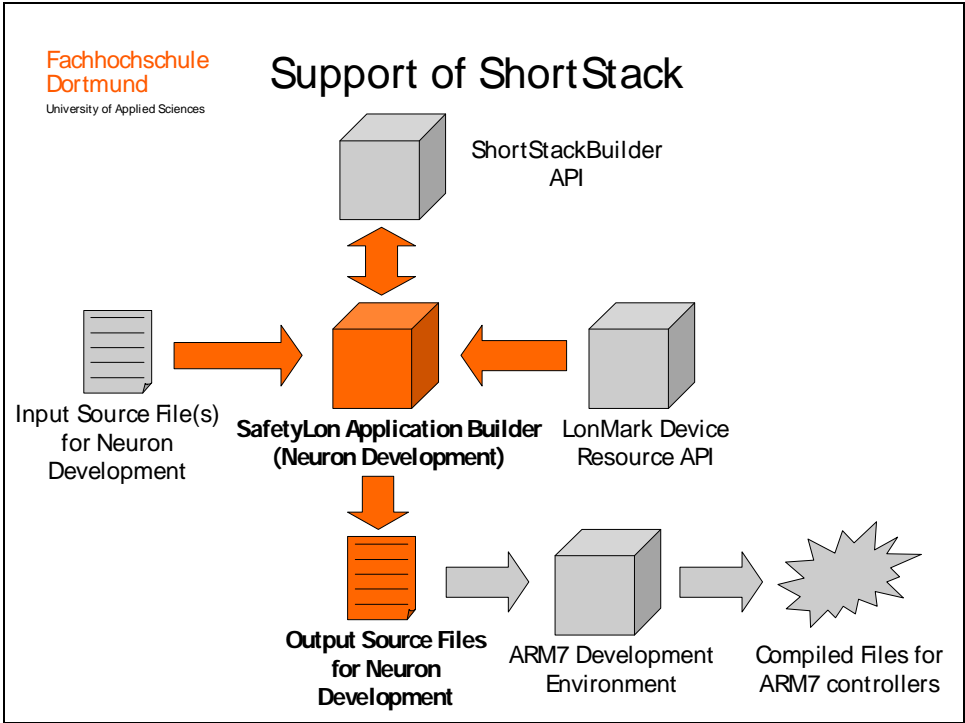 Fachhochschule
Dortmund
University of Applied Sciences
Support of ShortStack
ShortStackBuilder
API
Input Source File(s)
for Neuron
Development
SafetyLon Application Builder
(Neuron Development)
LonMark Device
Resource API
Output Source Files
for Neuron
Development
ARM7 Development
Environment
Compiled Files for
ARM7 controllers